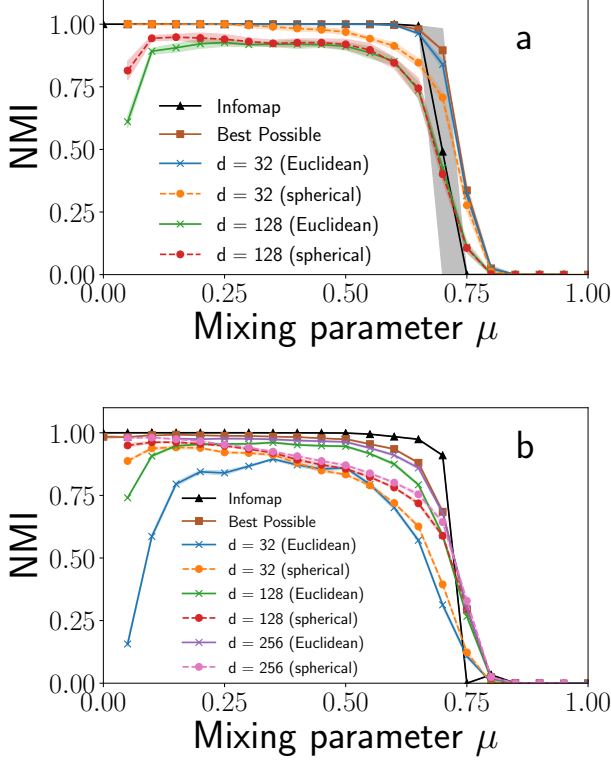 a
1.00
0.75
0.50
0.25
0.00
NMI
Infomap
Best Possible
d = 32 (Euclidean)
d = 32 (spherical)
d = 128 (Euclidean)
d = 128 (spherical)
0.00 0.25 0.50 0.75 1.00
Mixing parameter μ
b
1.00
0.75
0.50
0.25
0.00
NMI
Infomap
Best Possible
d = 32 (Euclidean)
d = 32 (spherical)
d = 128 (Euclidean)
d = 128 (spherical)
d = 256 (Euclidean)
d = 256 (spherical)
0.00 0.25 0.50 0.75 1.00
Mixing parameter μ